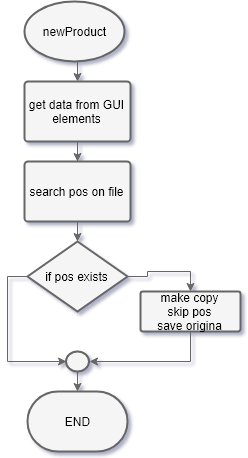 newProduct
get data from GUI
elements
search pos on file
if pos exists
make copy
skip pos
save origina
END